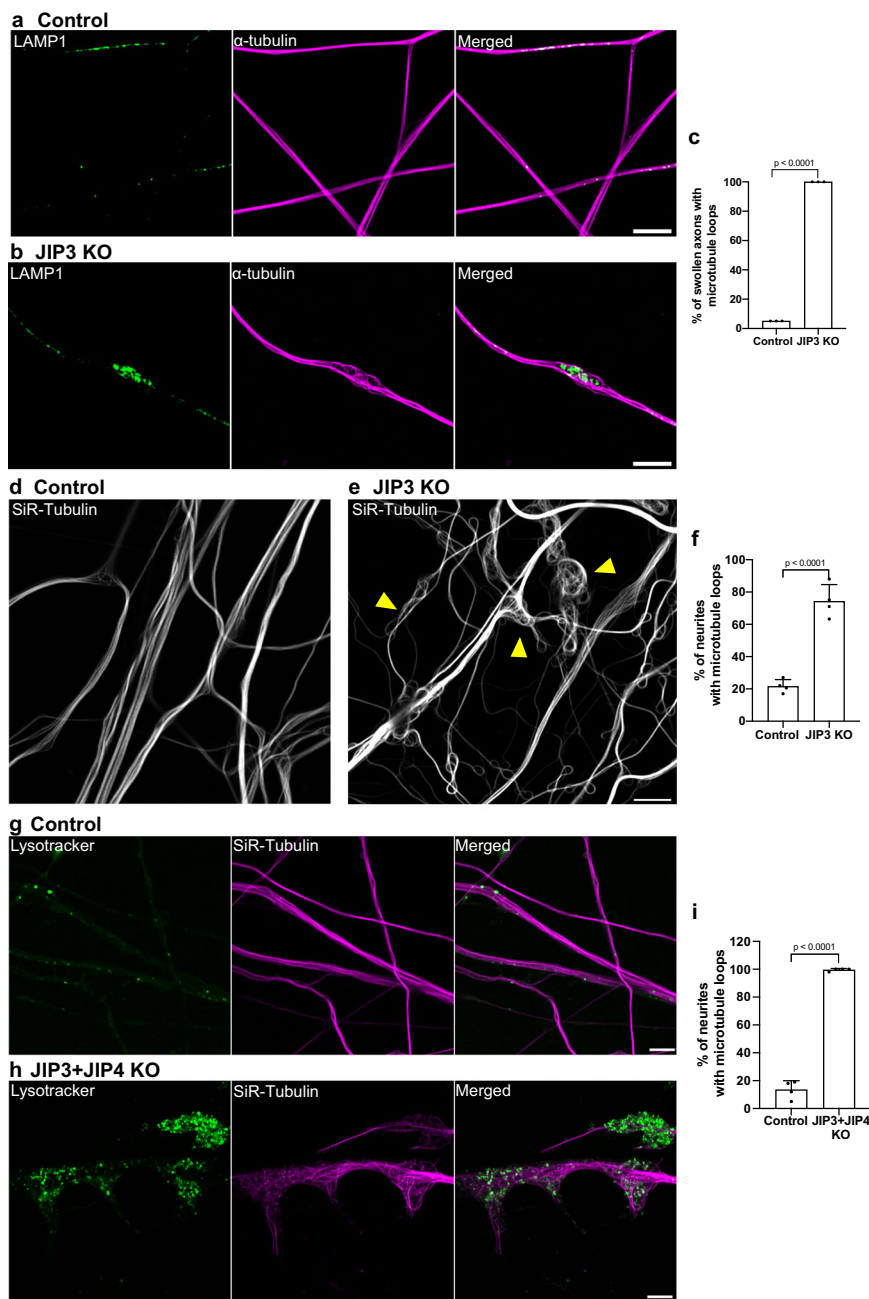 a Control
LAMP1
α-tubulin
Merged
b JIP3 KO
LAMP1
α-tubulin
Merged
c
p < 0.0001
% of swollen axons with
microtubule loops
100
80
60
40
20
0
Control JIP3 KO
d Control
SiR-Tubulin
e JIP3 KO
SiR-Tubulin
f
p < 0.0001
% of neurites
with microtubule loops
100
80
60
40
20
0
Control JIP3 KO
g Control
Lysotracker
SiR-Tubulin
Merged
h JIP3+JIP4 KO
Lysotracker
SiR-Tubulin
Merged
i
p < 0.0001
% of neurites
with microtubule loops
120
100
80
60
40
20
0
Control JIP3+JIP4
KO